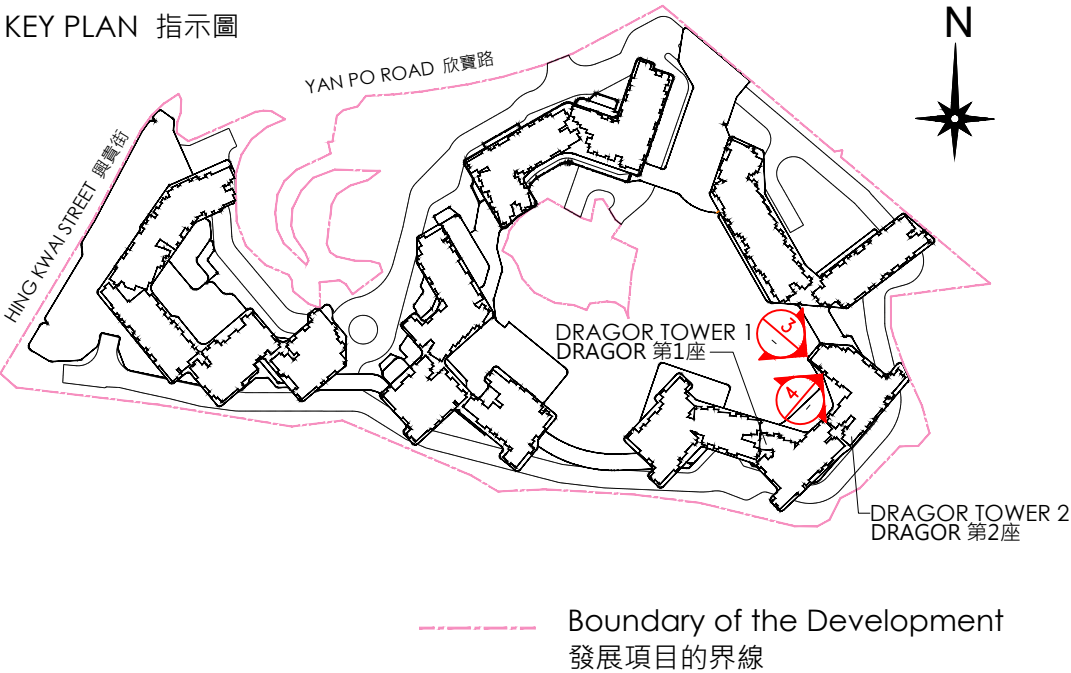 KEY PLAN 指示圖
N
YAN PO ROAD 欣寶路
HING KWAI STREET 興貴街
DRAGOR TOWER 1
DRAGOR 第1座
3
-
4
-
DRAGOR TOWER 2
DRAGOR 第2座
Boundary of the Development
發展項目的界線